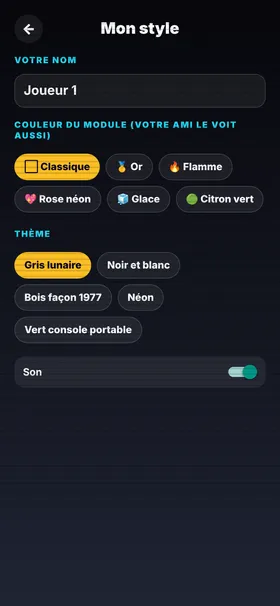 Mon style
VOTRE NOM
Joueur 1
COULEUR DU MODULE (VOTRE AMI LE VOIT
AUSSI)
Classique
Or
Flamme
Rose néon
Glace
Citron vert
THÈME
Gris lunaire
Noir et blanc
Bois façon 1977
Néon
Vert console portable
Son